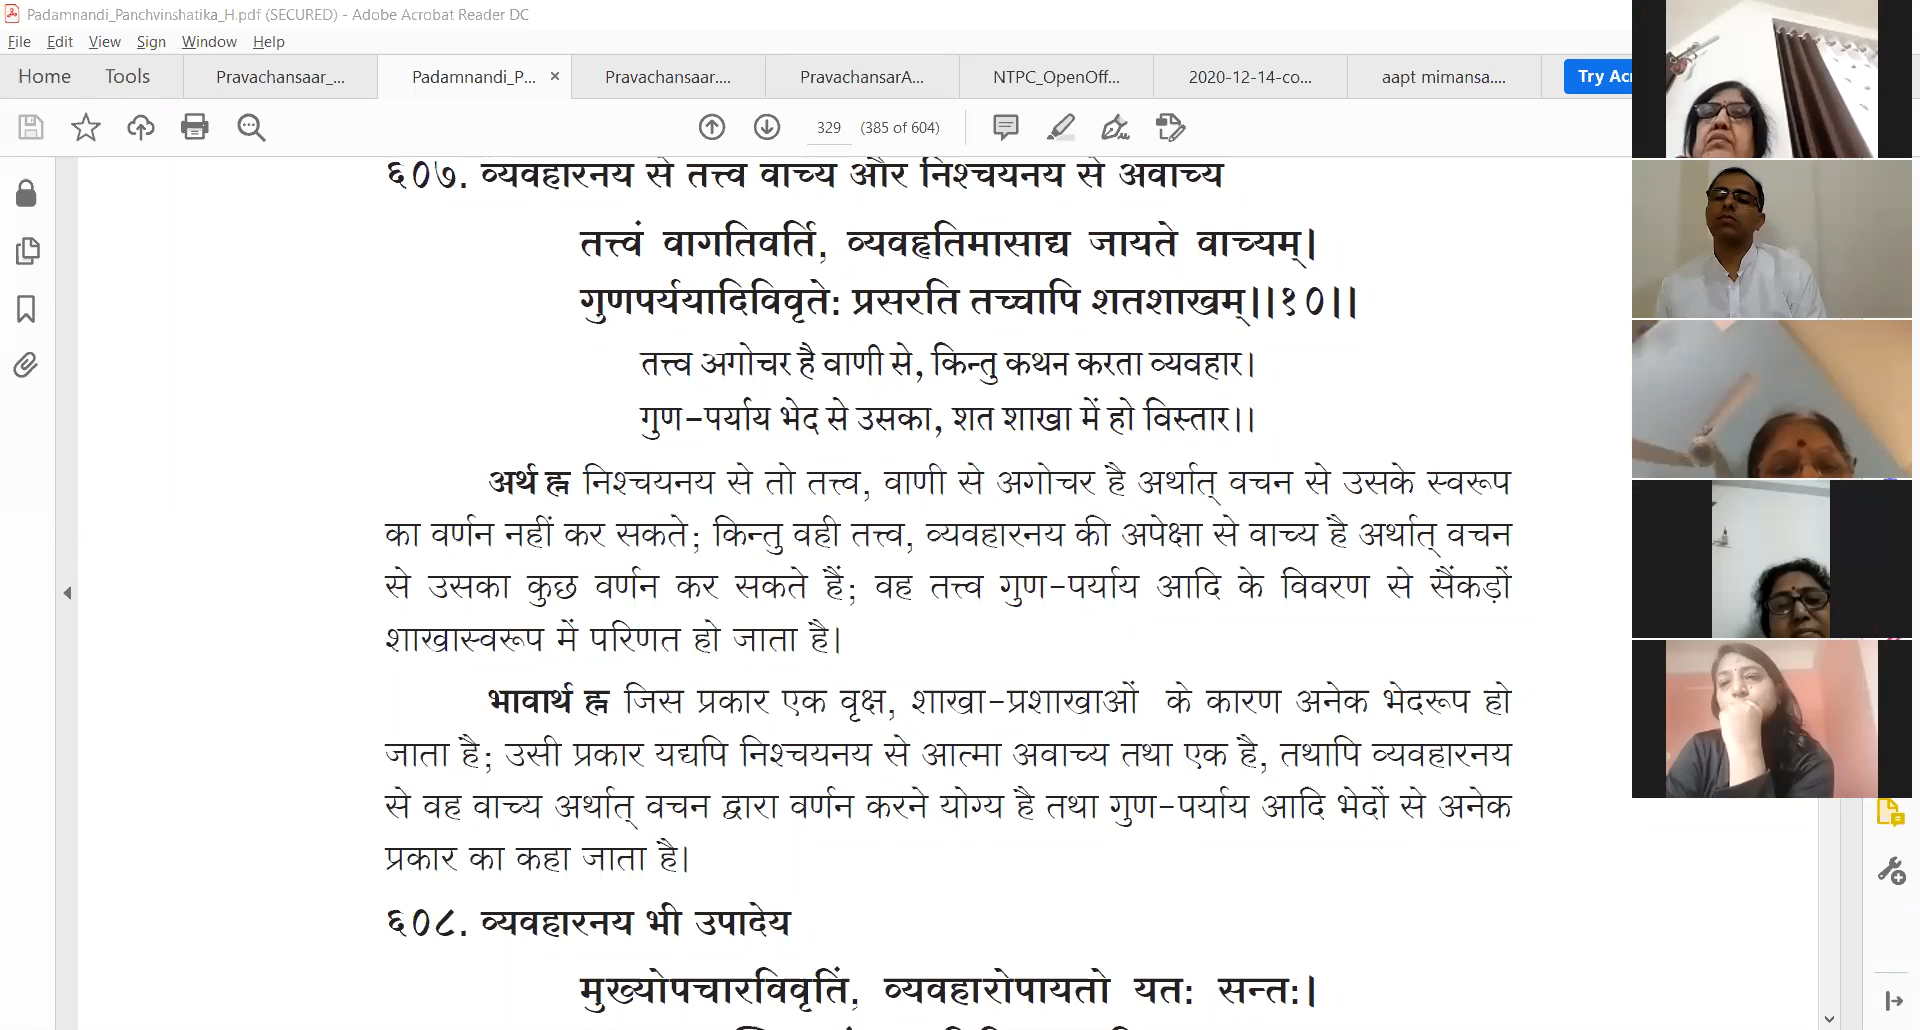 Padamnandi_Panchvinshatika_H.pdf (SECURED) - Adobe Acrobat Reader DC
File Edit View Sign Window Help
Home Tools Pravachansaar_... Padamnandi_P... × Pravachansaar.... PravachansarA... NTPC_OpenOff... 2020-12-14-co... aapt mimansa.... Try Acr
329 (385 of 604)
६०७. व्यवहारनय से तत्त्व वाच्य और निश्चयनय से अवाच्य
तत्त्वं वागतिवर्ति, व्यवहृतिमासाद्य जायते वाच्यम्।
गुणपर्ययादिविवृतेः प्रसरति तच्चापि शतशाखम्।।१०।।
तत्त्व अगोचर है वाणी से, किन्तु कथन करता व्यवहार।
गुण-पर्याय भेद से उसका, शत शाखा में हो विस्तार।।
अर्थ ह्न निश्चयनय से तो तत्त्व, वाणी से अगोचर है अर्थात् वचन से उसके स्वरूप
का वर्णन नहीं कर सकते; किन्तु वही तत्त्व, व्यवहारनय की अपेक्षा से वाच्य है अर्थात् वचन
से उसका कुछ वर्णन कर सकते हैं; वह तत्त्व गुण-पर्याय आदि के विवरण से सैंकड़ों
शाखास्वरूप में परिणत हो जाता है।
भावार्थ ह्न जिस प्रकार एक वृक्ष, शाखा-प्रशाखाओं के कारण अनेक भेदरूप हो
जाता है; उसी प्रकार यद्यपि निश्चयनय से आत्मा अवाच्य तथा एक है, तथापि व्यवहारनय
से वह वाच्य अर्थात् वचन द्वारा वर्णन करने योग्य है तथा गुण-पर्याय आदि भेदों से अनेक
प्रकार का कहा जाता है।
६०८. व्यवहारनय भी उपादेय
मुख्योपचारविवृतिं, व्यवहारोपायतो यतः सन्तः।